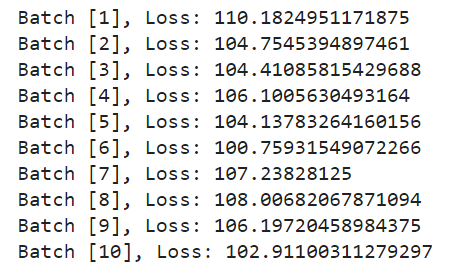 Batch [1], Loss: 110.1824951171875
Batch [2], Loss: 104.7545394897461
Batch [3], Loss: 104.41085815429688
Batch [4], Loss: 106.1005630493164
Batch [5], Loss: 104.13783264160156
Batch [6], Loss: 100.75931549072266
Batch [7], Loss: 107.23828125
Batch [8], Loss: 108.00682067871094
Batch [9], Loss: 106.19720458984375
Batch [10], Loss: 102.91100311279297